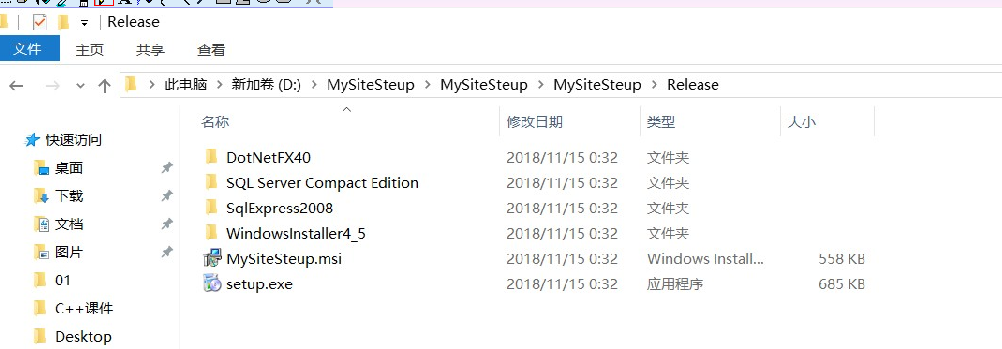 Release
文件 主页 共享 查看
此电脑 新加卷 (D:) MySiteSteup MySiteSteup MySiteSteup Release
名称 修改日期 类型 大小
快速访问
桌面
下载
文档
图片
01
C++课件
Desktop
DotNetFX40 2018/11/15 0:32 文件夹
SQL Server Compact Edition 2018/11/15 0:32 文件夹
SqlExpress2008 2018/11/15 0:32 文件夹
WindowsInstaller4_5 2018/11/15 0:32 文件夹
MySiteSteup.msi 2018/11/15 0:32 Windows Install... 558 KB
setup.exe 2018/11/15 0:32 应用程序 685 KB